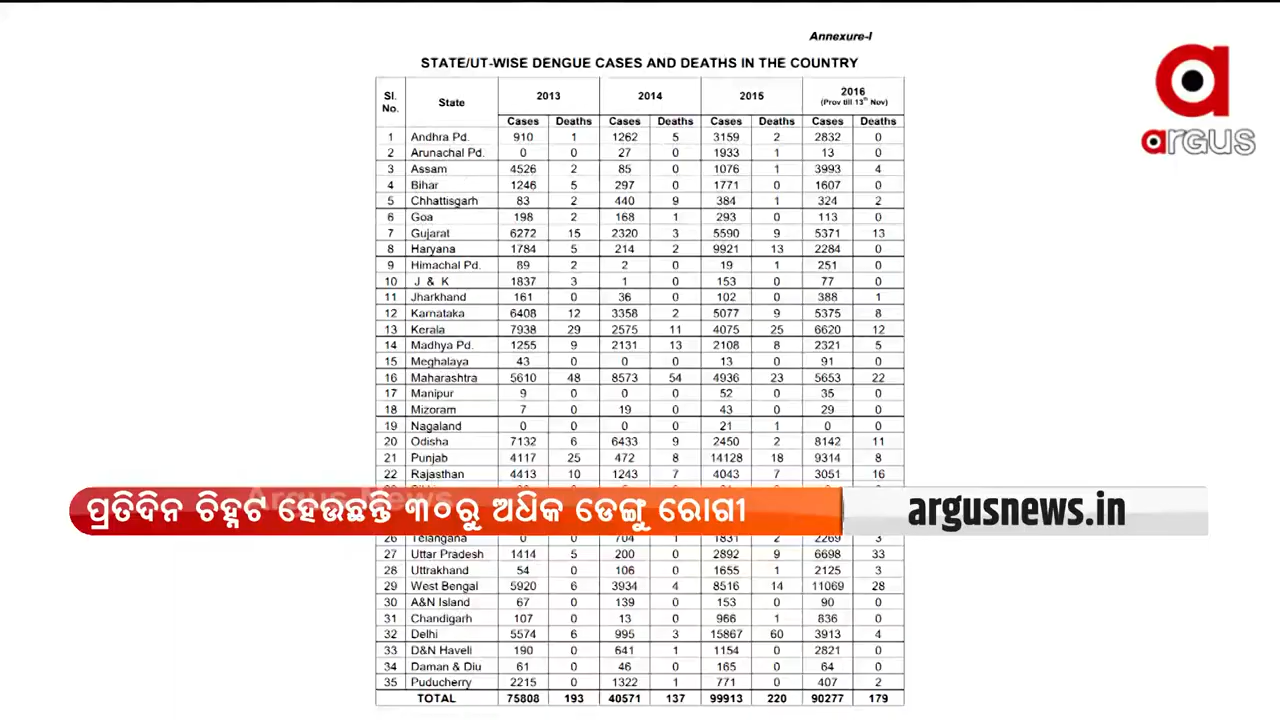 Annexure-I
STATE/UT-WISE DENGUE CASES AND DEATHS IN THE COUNTRY
Sl. No. State 2013 2014 2015 2016 (Prov till 13th Nov)
Cases Deaths Cases Deaths Cases Deaths Cases Deaths
1 Andhra Pd. 910 1 1262 5 3159 2 2832 0
2 Arunachal Pd. 0 0 27 0 1933 1 13 0
3 Assam 4526 2 85 0 1076 1 3993 4
4 Bihar 1246 5 297 0 1771 0 1607 0
5 Chhattisgarh 83 2 440 9 384 1 324 2
6 Goa 198 2 168 1 293 0 113 0
7 Gujarat 6272 15 2320 3 5590 9 5371 13
8 Haryana 1784 5 214 2 9921 13 2284 0
9 Himachal Pd. 89 2 2 0 19 1 251 0
10 J & K 1837 3 1 0 153 0 77 0
11 Jharkhand 161 0 36 0 102 0 388 1
12 Karnataka 6408 12 3358 2 5077 9 5375 8
13 Kerala 7938 29 2575 11 4075 25 6620 12
14 Madhya Pd. 1255 9 2131 13 2108 8 2321 5
15 Meghalaya 43 0 0 0 13 0 91 0
16 Maharashtra 5610 48 8573 54 4936 23 5653 22
17 Manipur 9 0 0 0 52 0 35 0
18 Mizoram 7 0 19 0 43 0 29 0
19 Nagaland 0 0 0 0 21 1 0 0
20 Odisha 7132 6 6433 9 2450 2 8142 11
21 Punjab 4117 25 472 8 14128 18 9314 8
22 Rajasthan 4413 10 1243 7 4043 7 3051 16
Argus News
ପ୍ରତିଦିନ ଚିହ୍ନଟ ହେଉଛନ୍ତି ୩୦ରୁ ଅଧିକ ଡେଙ୍ଗୁ ରୋଗୀ
argusnews.in
26 Telangana 0 0 704 1 1831 2 2269 3
27 Uttar Pradesh 1414 5 200 0 2892 9 6698 33
28 Uttrakhand 54 0 106 0 1655 1 2125 3
29 West Bengal 5920 6 3934 4 8516 14 11069 28
30 A&N Island 67 0 139 0 153 0 90 0
31 Chandigarh 107 0 13 0 966 1 836 0
32 Delhi 5574 6 995 3 15867 60 3913 4
33 D&N Haveli 190 0 641 1 1154 0 2821 0
34 Daman & Diu 61 0 46 0 165 0 64 0
35 Puducherry 2215 0 1322 1 771 0 407 2
TOTAL 75808 193 40571 137 99913 220 90277 179
argus